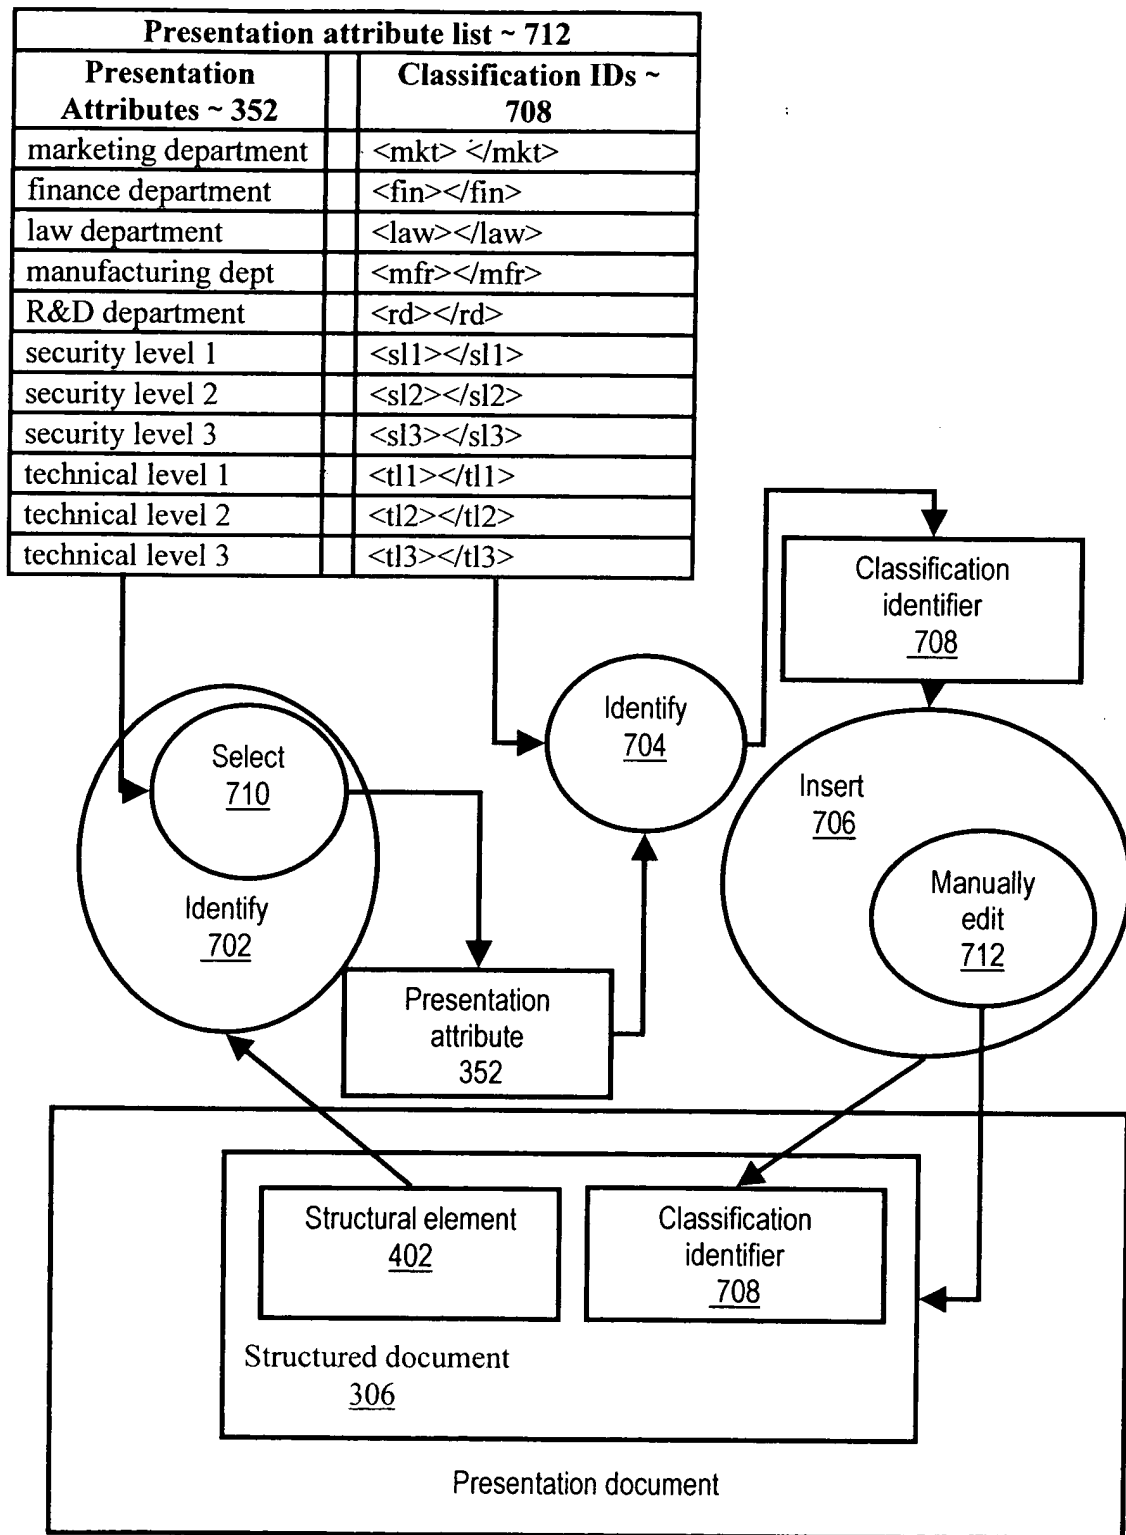 Presentation attribute list ~ 712
Presentation Classification IDs ~
Attributes ~ 352 708
marketing department <mkt> </mkt>
finance department <fin></fin>
law department <law></law>
manufacturing dept <mfr></mfr>
R&D department <rd></rd>
security level 1 <sl1></sl1>
security level 2 <sl2></sl2>
security level 3 <sl3></sl3>
technical level 1 <tl1></tl1>
technical level 2 <tl2></tl2>
technical level 3 <tl3></tl3>
Classification
identifier
708
Identify
704
Select
710
Identify
702
Insert
706
Manually
edit
712
Presentation
attribute
352
Structural element
402
Classification
identifier
708
Structured document
306
Presentation document